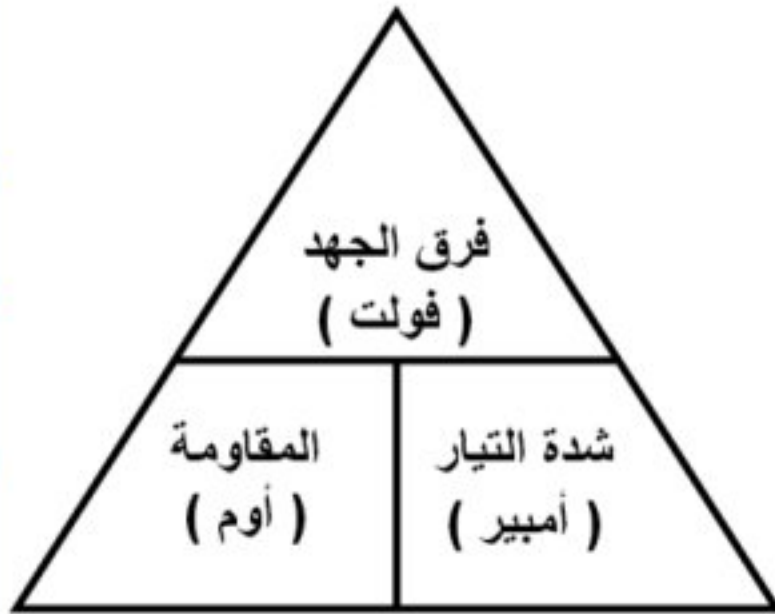 فرق الجهد
( فولت )
شدة التيار
( أمبير )
المقاومة
( أوم )